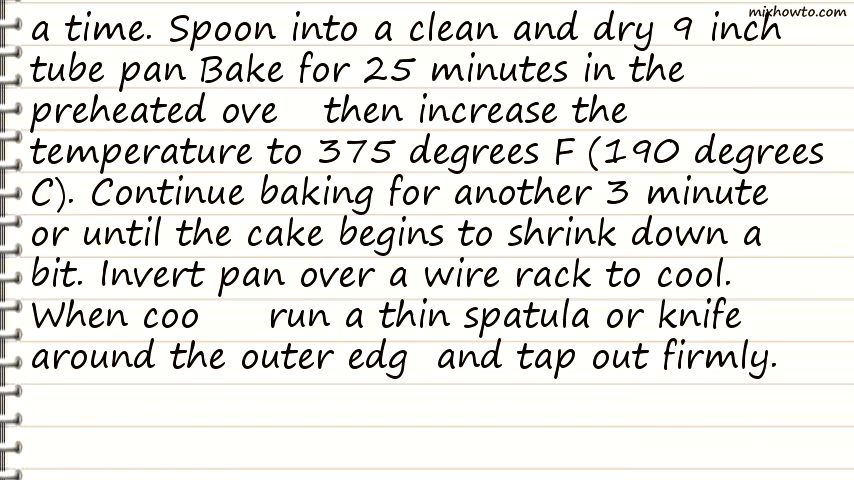 mixhowto.com
a time. Spoon into a clean and dry 9 inch
tube pan Bake for 25 minutes in the
preheated ove then increase the
temperature to 375 degrees F (190 degrees
C). Continue baking for another 3 minute
or until the cake begins to shrink down a
bit. Invert pan over a wire rack to cool.
When coo run a thin spatula or knife
around the outer edg and tap out firmly.